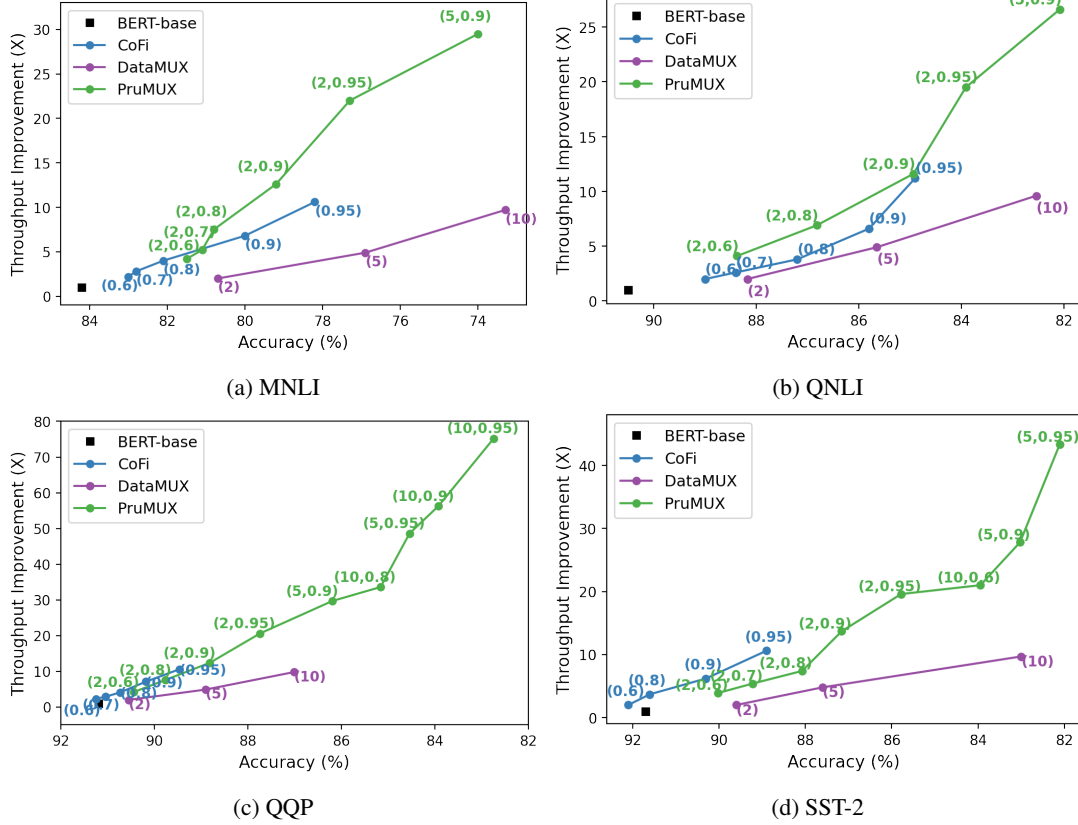 Throughput Improvement (X)
30
25
20
15
10
5
0
BERT-base
CoFi
DataMUX
PruMUX
(5,0.9)
(2,0.95)
(2,0.9)
(2,0.8)
(2,0.7)
(2,0.6)
(0.95)
(0.9)
(0.8)
(0.7)
(0.6)
(10)
(5)
(2)
84 82 80 78 76 74
Accuracy (%)
(a) MNLI
Throughput Improvement (X)
25
20
15
10
5
0
BERT-base
CoFi
DataMUX
PruMUX
(5,0.9)
(2,0.95)
(2,0.9)
(0.95)
(2,0.8)
(0.9)
(2,0.6)
(0.8)
(0.7)
(0.6)
(10)
(5)
(2)
90 88 86 84 82
Accuracy (%)
(b) QNLI
Throughput Improvement (X)
80
70
60
50
40
30
20
10
0
BERT-base
CoFi
DataMUX
PruMUX
(10,0.95)
(10,0.9)
(5,0.95)
(10,0.8)
(5,0.9)
(2,0.95)
(2,0.9)
(2,0.8)
(2,0.6)
(0.95)
(0.9)
(0.8)
(0.7)
(0.6)
(10)
(5)
(2)
92 90 88 86 84 82
Accuracy (%)
(c) QQP
Throughput Improvement (X)
40
30
20
10
0
BERT-base
CoFi
DataMUX
PruMUX
(5,0.95)
(5,0.9)
(10,0.6)
(2,0.95)
(2,0.9)
(0.95)
(2,0.8)
(0.9)
(2,0.7)
(2,0.6)
(0.8)
(0.6)
(10)
(5)
(2)
92 90 88 86 84 82
Accuracy (%)
(d) SST-2